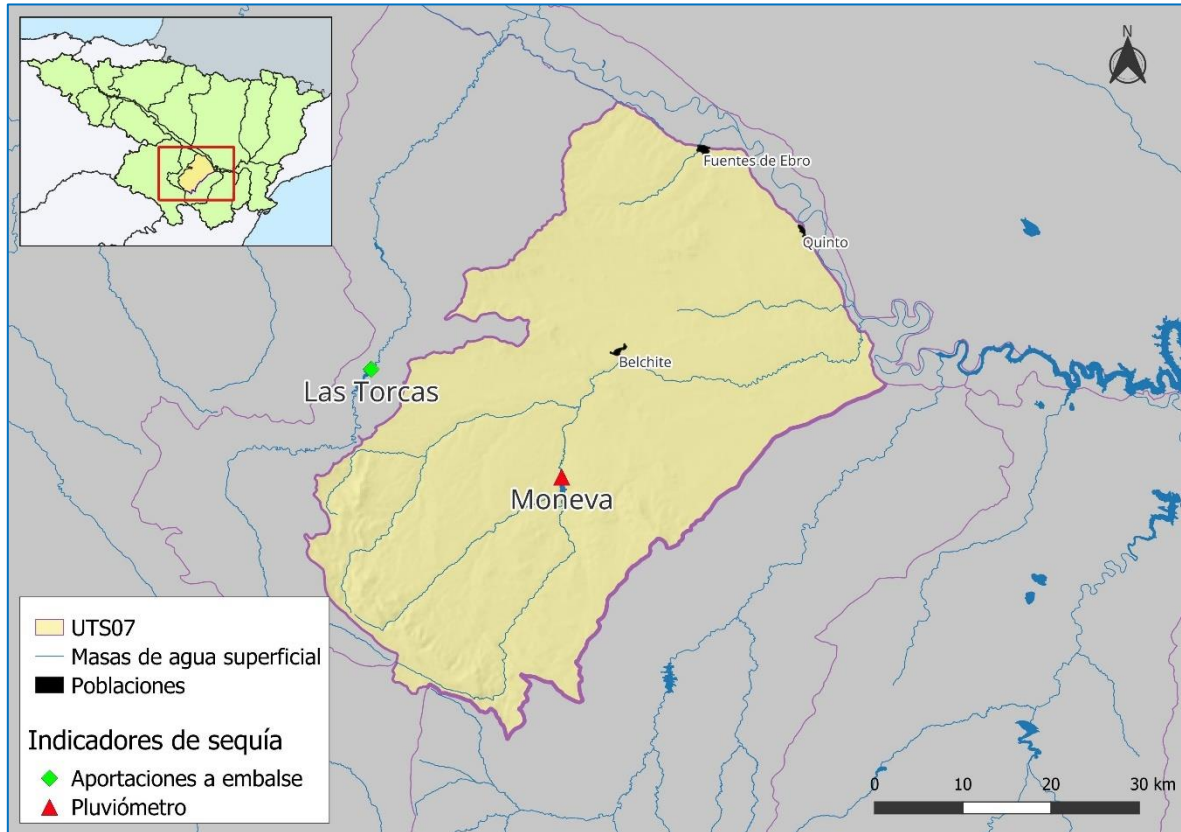 N
Fuentes de Ebro
Quinto
Belchite
Las Torcas
Moneva
UTS07
Masas de agua superficial
Poblaciones
Indicadores de sequía
Aportaciones a embalse
Pluviómetro
0 10 20 30 km